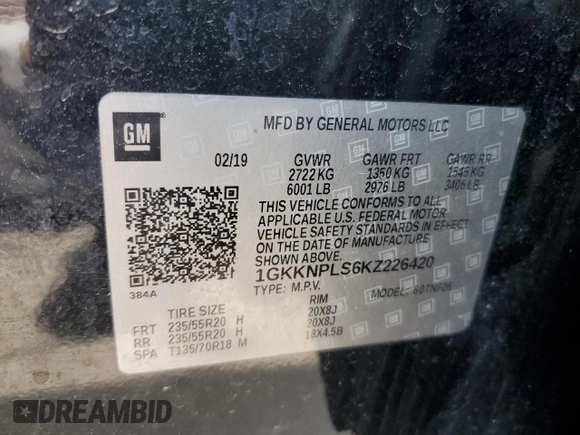 GM
MFD BY GENERAL MOTORS LLC
02/19 GVWR GAWR FRT GAWR RR
2722 KG 1350 KG 1545 KG
6001 LB 2976 LB 3406 LB
THIS VEHICLE CONFORMS TO ALL
APPLICABLE U.S. FEDERAL MOTOR
VEHICLE SAFETY STANDARDS IN
EFFECT ON THE DATE OF MANUFACTURE
SHOWN ABOVE.
1GKKNPLS6KZ226420
384A
TYPE: M.P.V. MODEL: 60TNF26
TIRE SIZE RIM
FRT 235/55R20 H 20X8J
RR 235/55R20 H 20X8J
SPA T135/70R18 M 18X4.5B
DREAMBID